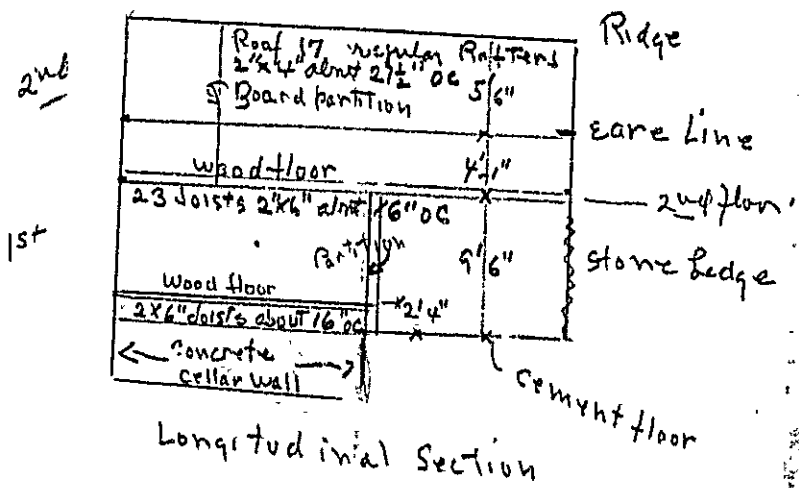 Ridge
Roof 17 regular Rafters
2"x4" about 27½" OC
2nd
5'6"
Board partition
Eave Line
4'-1"
wood floor
2nd floor
23 Joists 2"x6" about 16" OC
1st
Partition
9'6"
Stone Ledge
Wood floor
2'4"
2x6" Joists about 16" OC
Concrete
cellar wall
Cement floor
Longitudinal Section